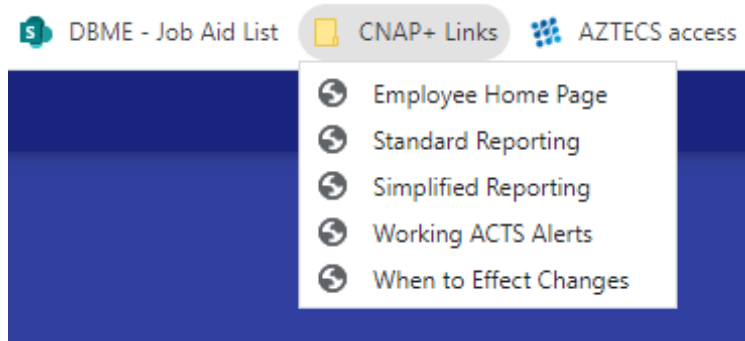 DBME - Job Aid List CNAP+ Links AZTECS access
Employee Home Page
Standard Reporting
Simplified Reporting
Working ACTS Alerts
When to Effect Changes